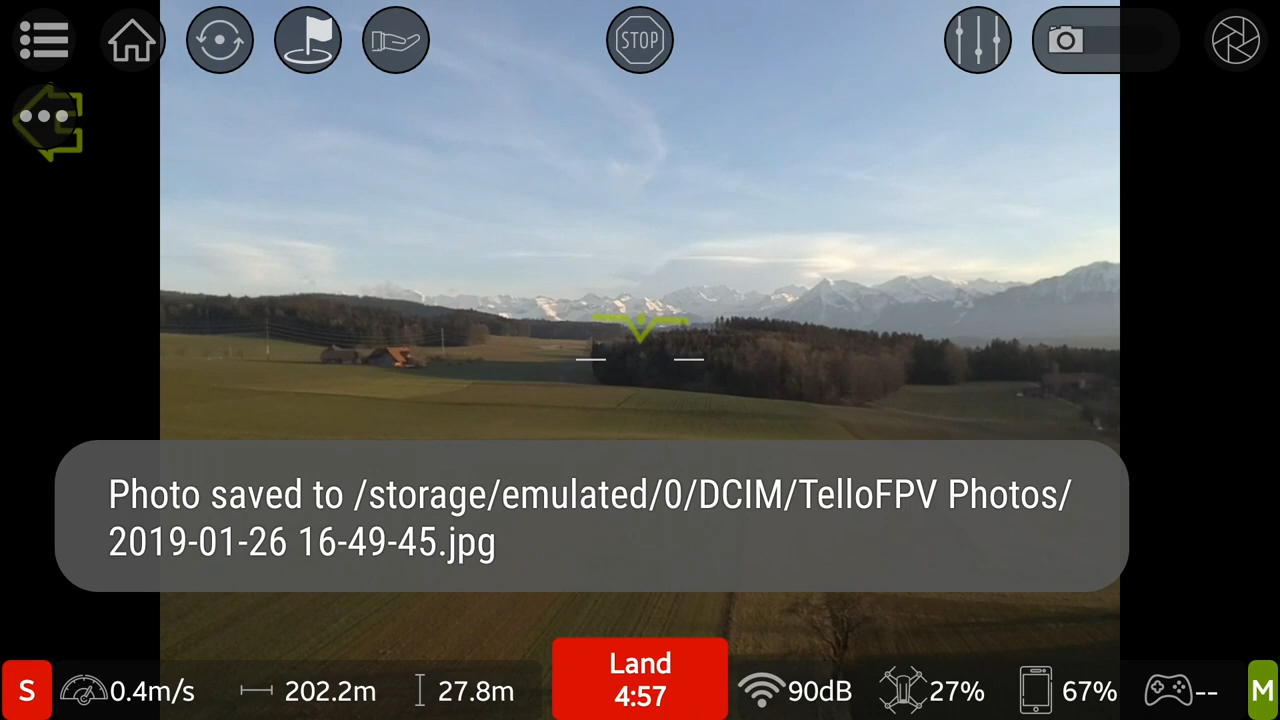 STOP
Photo saved to /storage/emulated/0/DCIM/TelloFPV Photos/
2019-01-26 16-49-45.jpg
Land
S 0.4m/s 202.2m 27.8m 4:57 90dB 27% 67% -- M